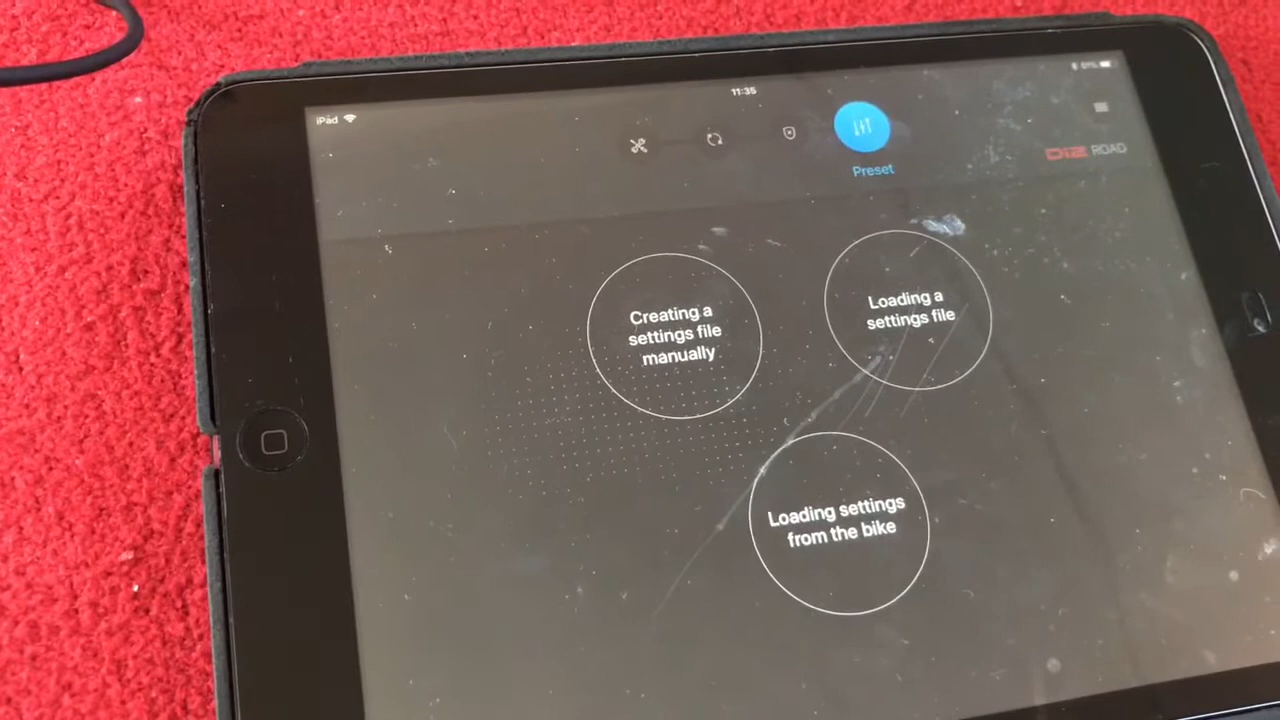 iPad
11:35
Preset
Di2 ROAD
Creating a
settings file
manually
Loading a
settings file
Loading settings
from the bike